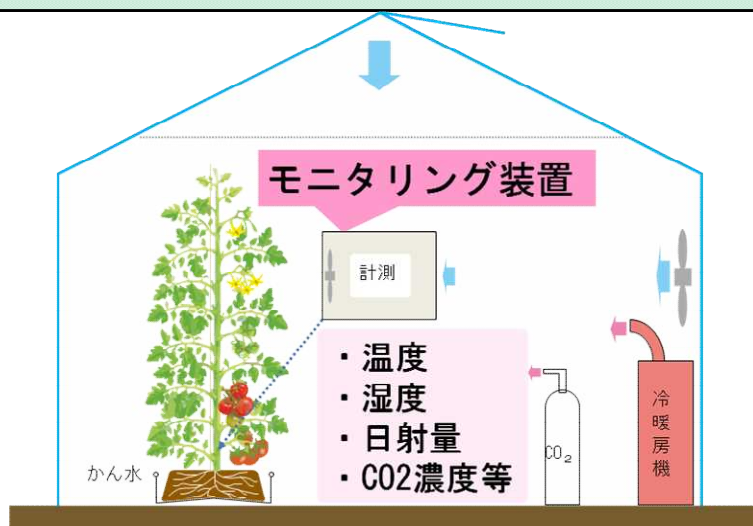 モニタリング装置
計測
・温度
・湿度
・日射量
・CO2濃度等
かん水
CO₂
冷暖房機